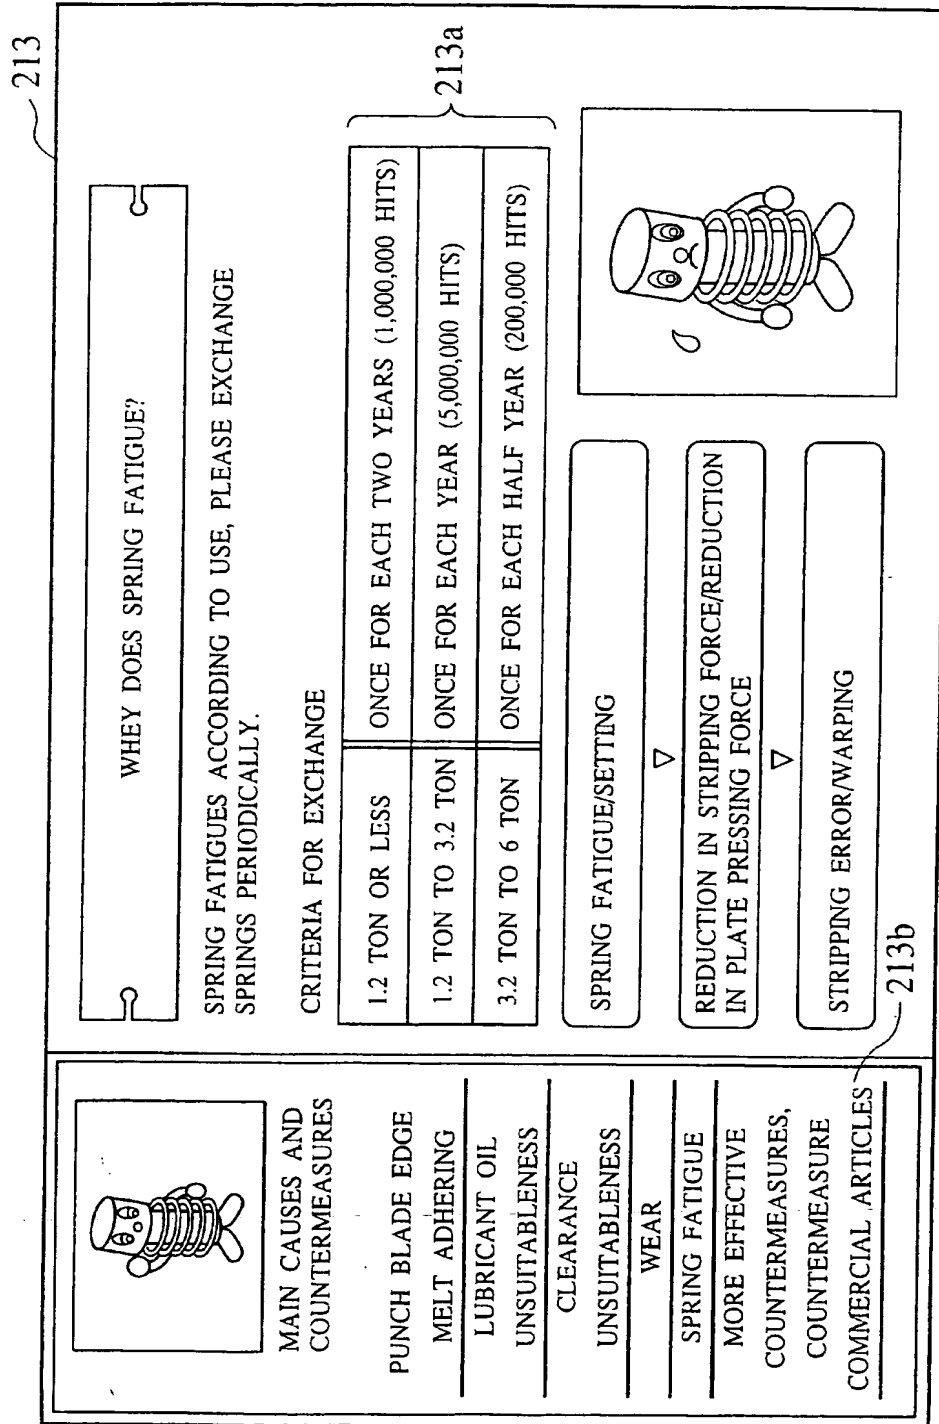 213
MAIN CAUSES AND
COUNTERMEASURES
PUNCH BLADE EDGE
MELT ADHERING
LUBRICANT OIL
UNSUITABLENESS
CLEARANCE
UNSUITABLENESS
WEAR
SPRING FATIGUE
MORE EFFECTIVE
COUNTERMEASURES,
COUNTERMEASURE
COMMERCIAL ARTICLES
213b
WHEY DOES SPRING FATIGUE?
SPRING FATIGUES ACCORDING TO USE, PLEASE EXCHANGE
SPRINGS PERIODICALLY.
CRITERIA FOR EXCHANGE
1.2 TON OR LESS ONCE FOR EACH TWO YEARS (1,000,000 HITS)
1.2 TON TO 3.2 TON ONCE FOR EACH YEAR (5,000,000 HITS)
3.2 TON TO 6 TON ONCE FOR EACH HALF YEAR (200,000 HITS)
213a
SPRING FATIGUE/SETTING
REDUCTION IN STRIPPING FORCE/REDUCTION
IN PLATE PRESSING FORCE
STRIPPING ERROR/WARPING